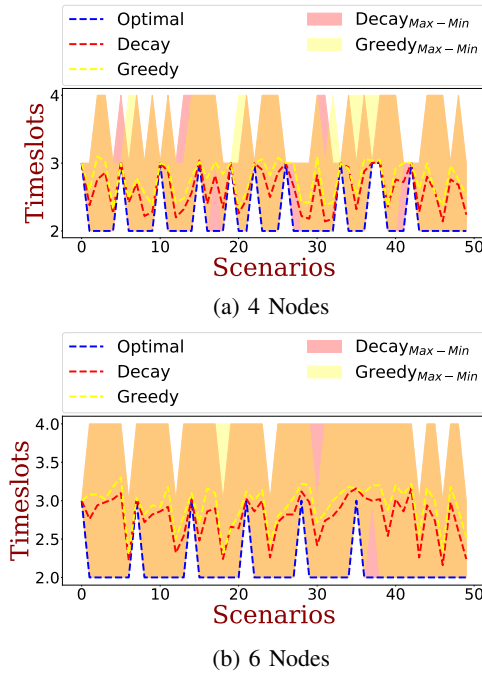 Optimal
Decay
Greedy
Decay_{Max-Min}
Greedy_{Max-Min}
4
3
2
Timeslots
0 10 20 30 40 50
Scenarios
(a) 4 Nodes
Optimal
Decay
Greedy
Decay_{Max-Min}
Greedy_{Max-Min}
4.0
3.5
3.0
2.5
2.0
Timeslots
0 10 20 30 40 50
Scenarios
(b) 6 Nodes